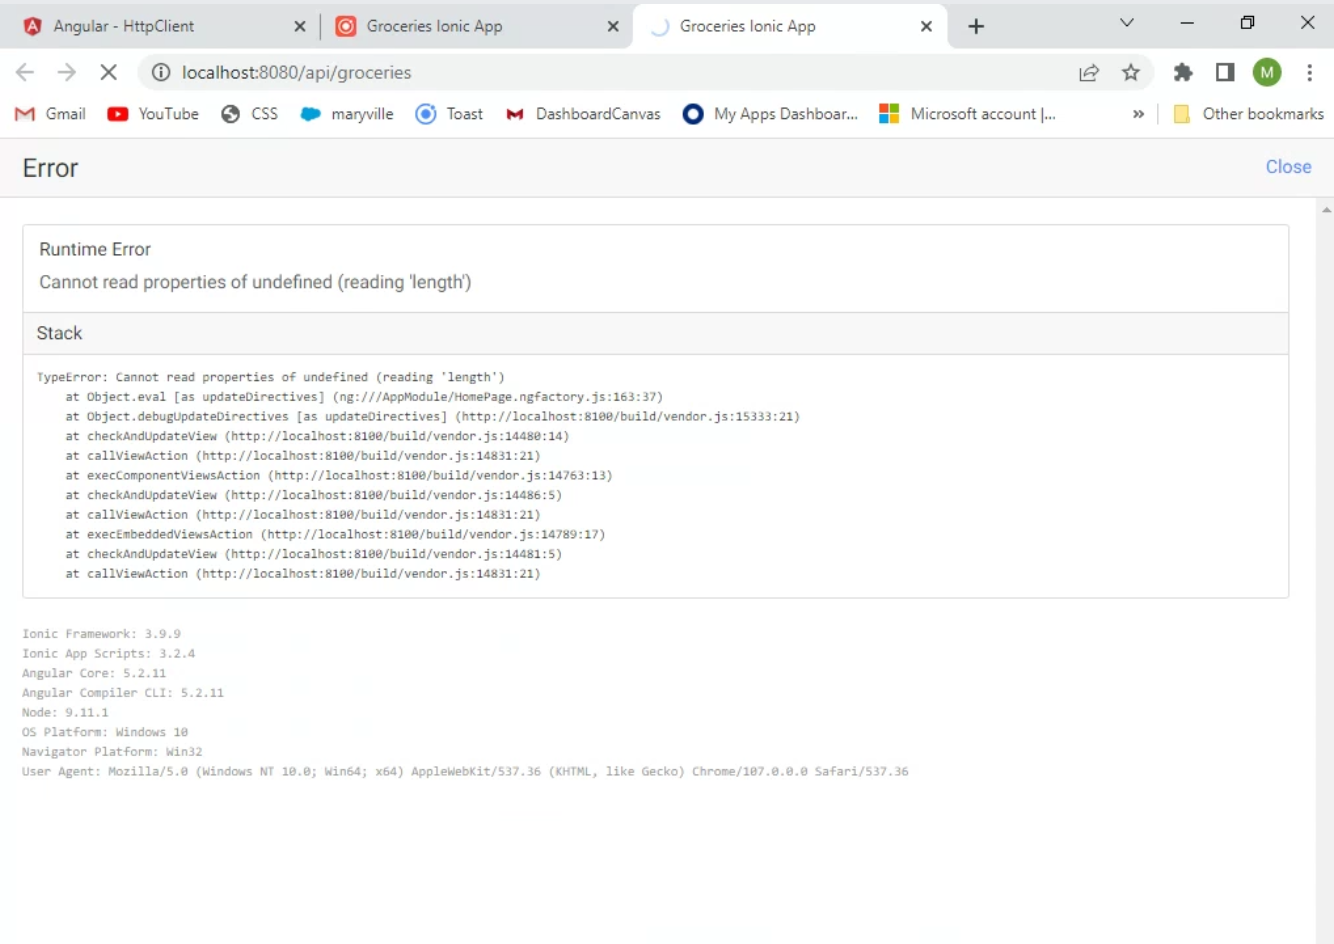 Angular - HttpClient
Groceries Ionic App
Groceries Ionic App
localhost:8080/api/groceries
M
Gmail YouTube CSS maryville Toast DashboardCanvas My Apps Dashboar... Microsoft account |... » Other bookmarks
Error
Close
Runtime Error
Cannot read properties of undefined (reading 'length')
Stack
TypeError: Cannot read properties of undefined (reading 'length')
at Object.eval [as updateDirectives] (ng:///AppModule/HomePage.ngfactory.js:163:37)
at Object.debugUpdateDirectives [as updateDirectives] (http://localhost:8100/build/vendor.js:15333:21)
at checkAndUpdateView (http://localhost:8100/build/vendor.js:14480:14)
at callViewAction (http://localhost:8100/build/vendor.js:14831:21)
at execComponentViewsAction (http://localhost:8100/build/vendor.js:14763:13)
at checkAndUpdateView (http://localhost:8100/build/vendor.js:14486:5)
at callViewAction (http://localhost:8100/build/vendor.js:14831:21)
at execEmbeddedViewsAction (http://localhost:8100/build/vendor.js:14789:17)
at checkAndUpdateView (http://localhost:8100/build/vendor.js:14481:5)
at callViewAction (http://localhost:8100/build/vendor.js:14831:21)
Ionic Framework: 3.9.9
Ionic App Scripts: 3.2.4
Angular Core: 5.2.11
Angular Compiler CLI: 5.2.11
Node: 9.11.1
OS Platform: Windows 10
Navigator Platform: Win32
User Agent: Mozilla/5.0 (Windows NT 10.0; Win64; x64) AppleWebKit/537.36 (KHTML, like Gecko) Chrome/107.0.0.0 Safari/537.36